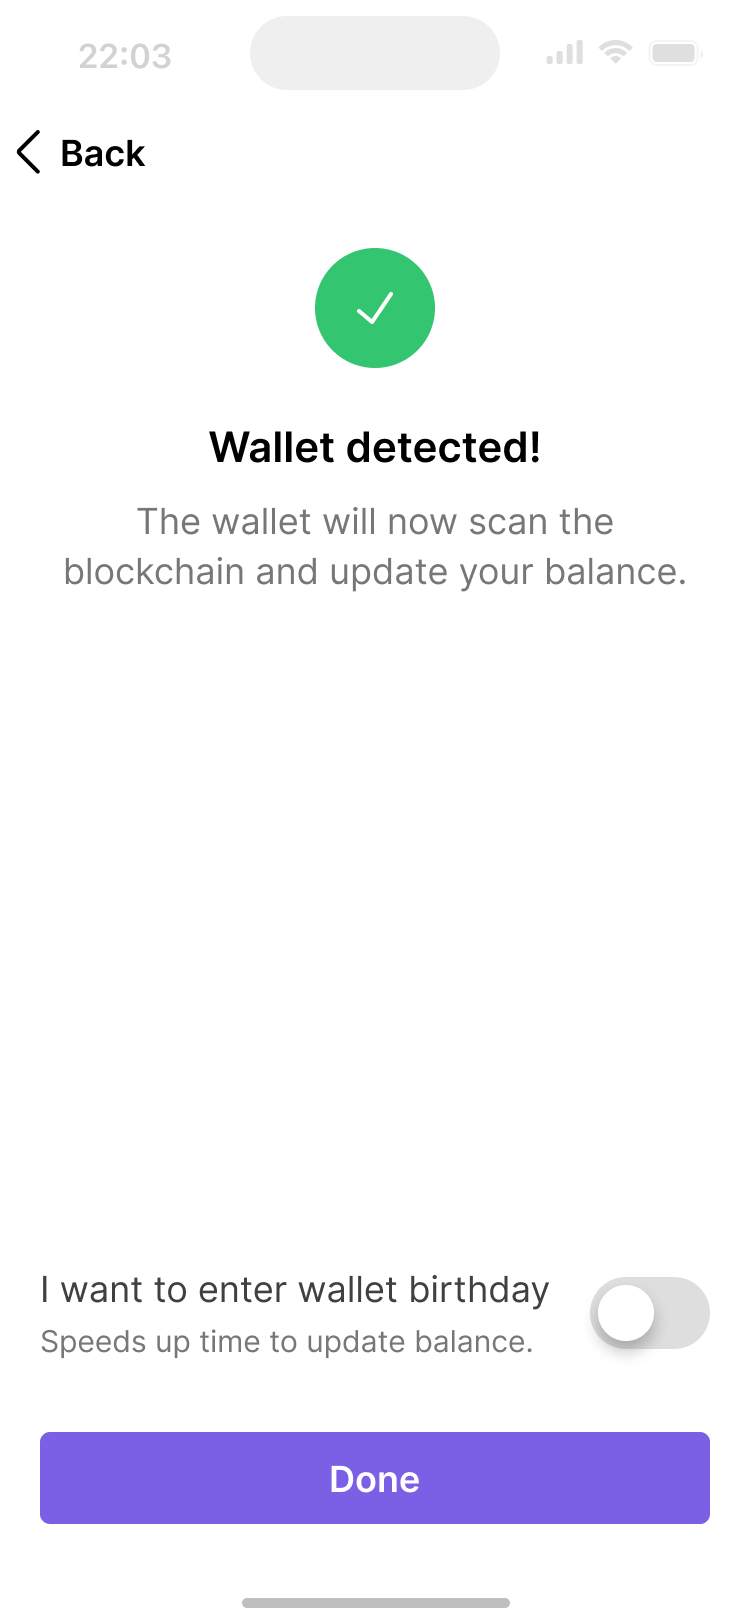 22:03
Back
Wallet detected!
The wallet will now scan the
blockchain and update your balance.
I want to enter wallet birthday
Speeds up time to update balance.
Done